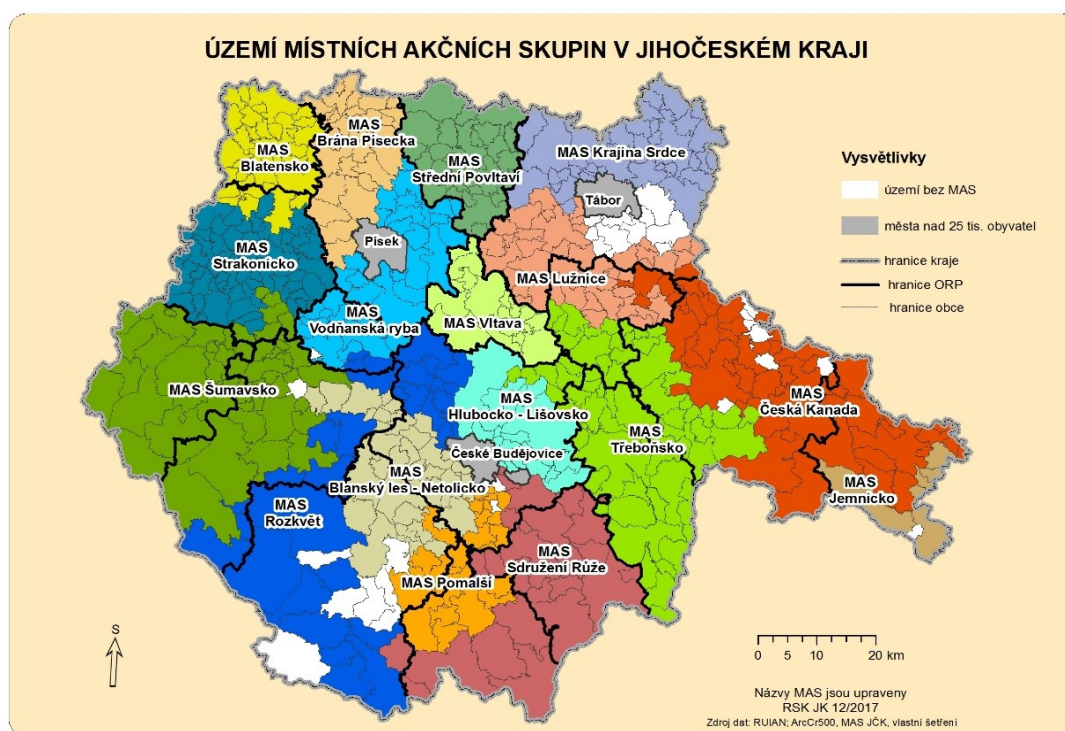 ÚZEMÍ MÍSTNÍCH AKČNÍCH SKUPIN V JIHOČESKÉM KRAJI
MAS
Blatensko
MAS
Brána Písecka
MAS
Střední Povltaví
MAS Krajina Srdce
Tábor
Písek
MAS
Strakonicko
MAS Lužnice
MAS
Vodňanská ryba
MAS Vltava
MAS Šumavsko
MAS
Hlubocko - Lišovsko
MAS
Česká Kanada
MAS
Třeboňsko
České Budějovice
MAS
Blanský les - Netolicko
MAS
Jemnicko
MAS
Rozkvět
MAS
Sdružení Růže
MAS Pomalší
Vysvětlivky
území bez MAS
města nad 25 tis. obyvatel
hranice kraje
hranice ORP
hranice obce
S
0 5 10 20 km
Názvy MAS jsou upraveny
RSK JK 12/2017
Zdroj dat: RUIAN; ArcCr500, MAS JČK, vlastní šetření